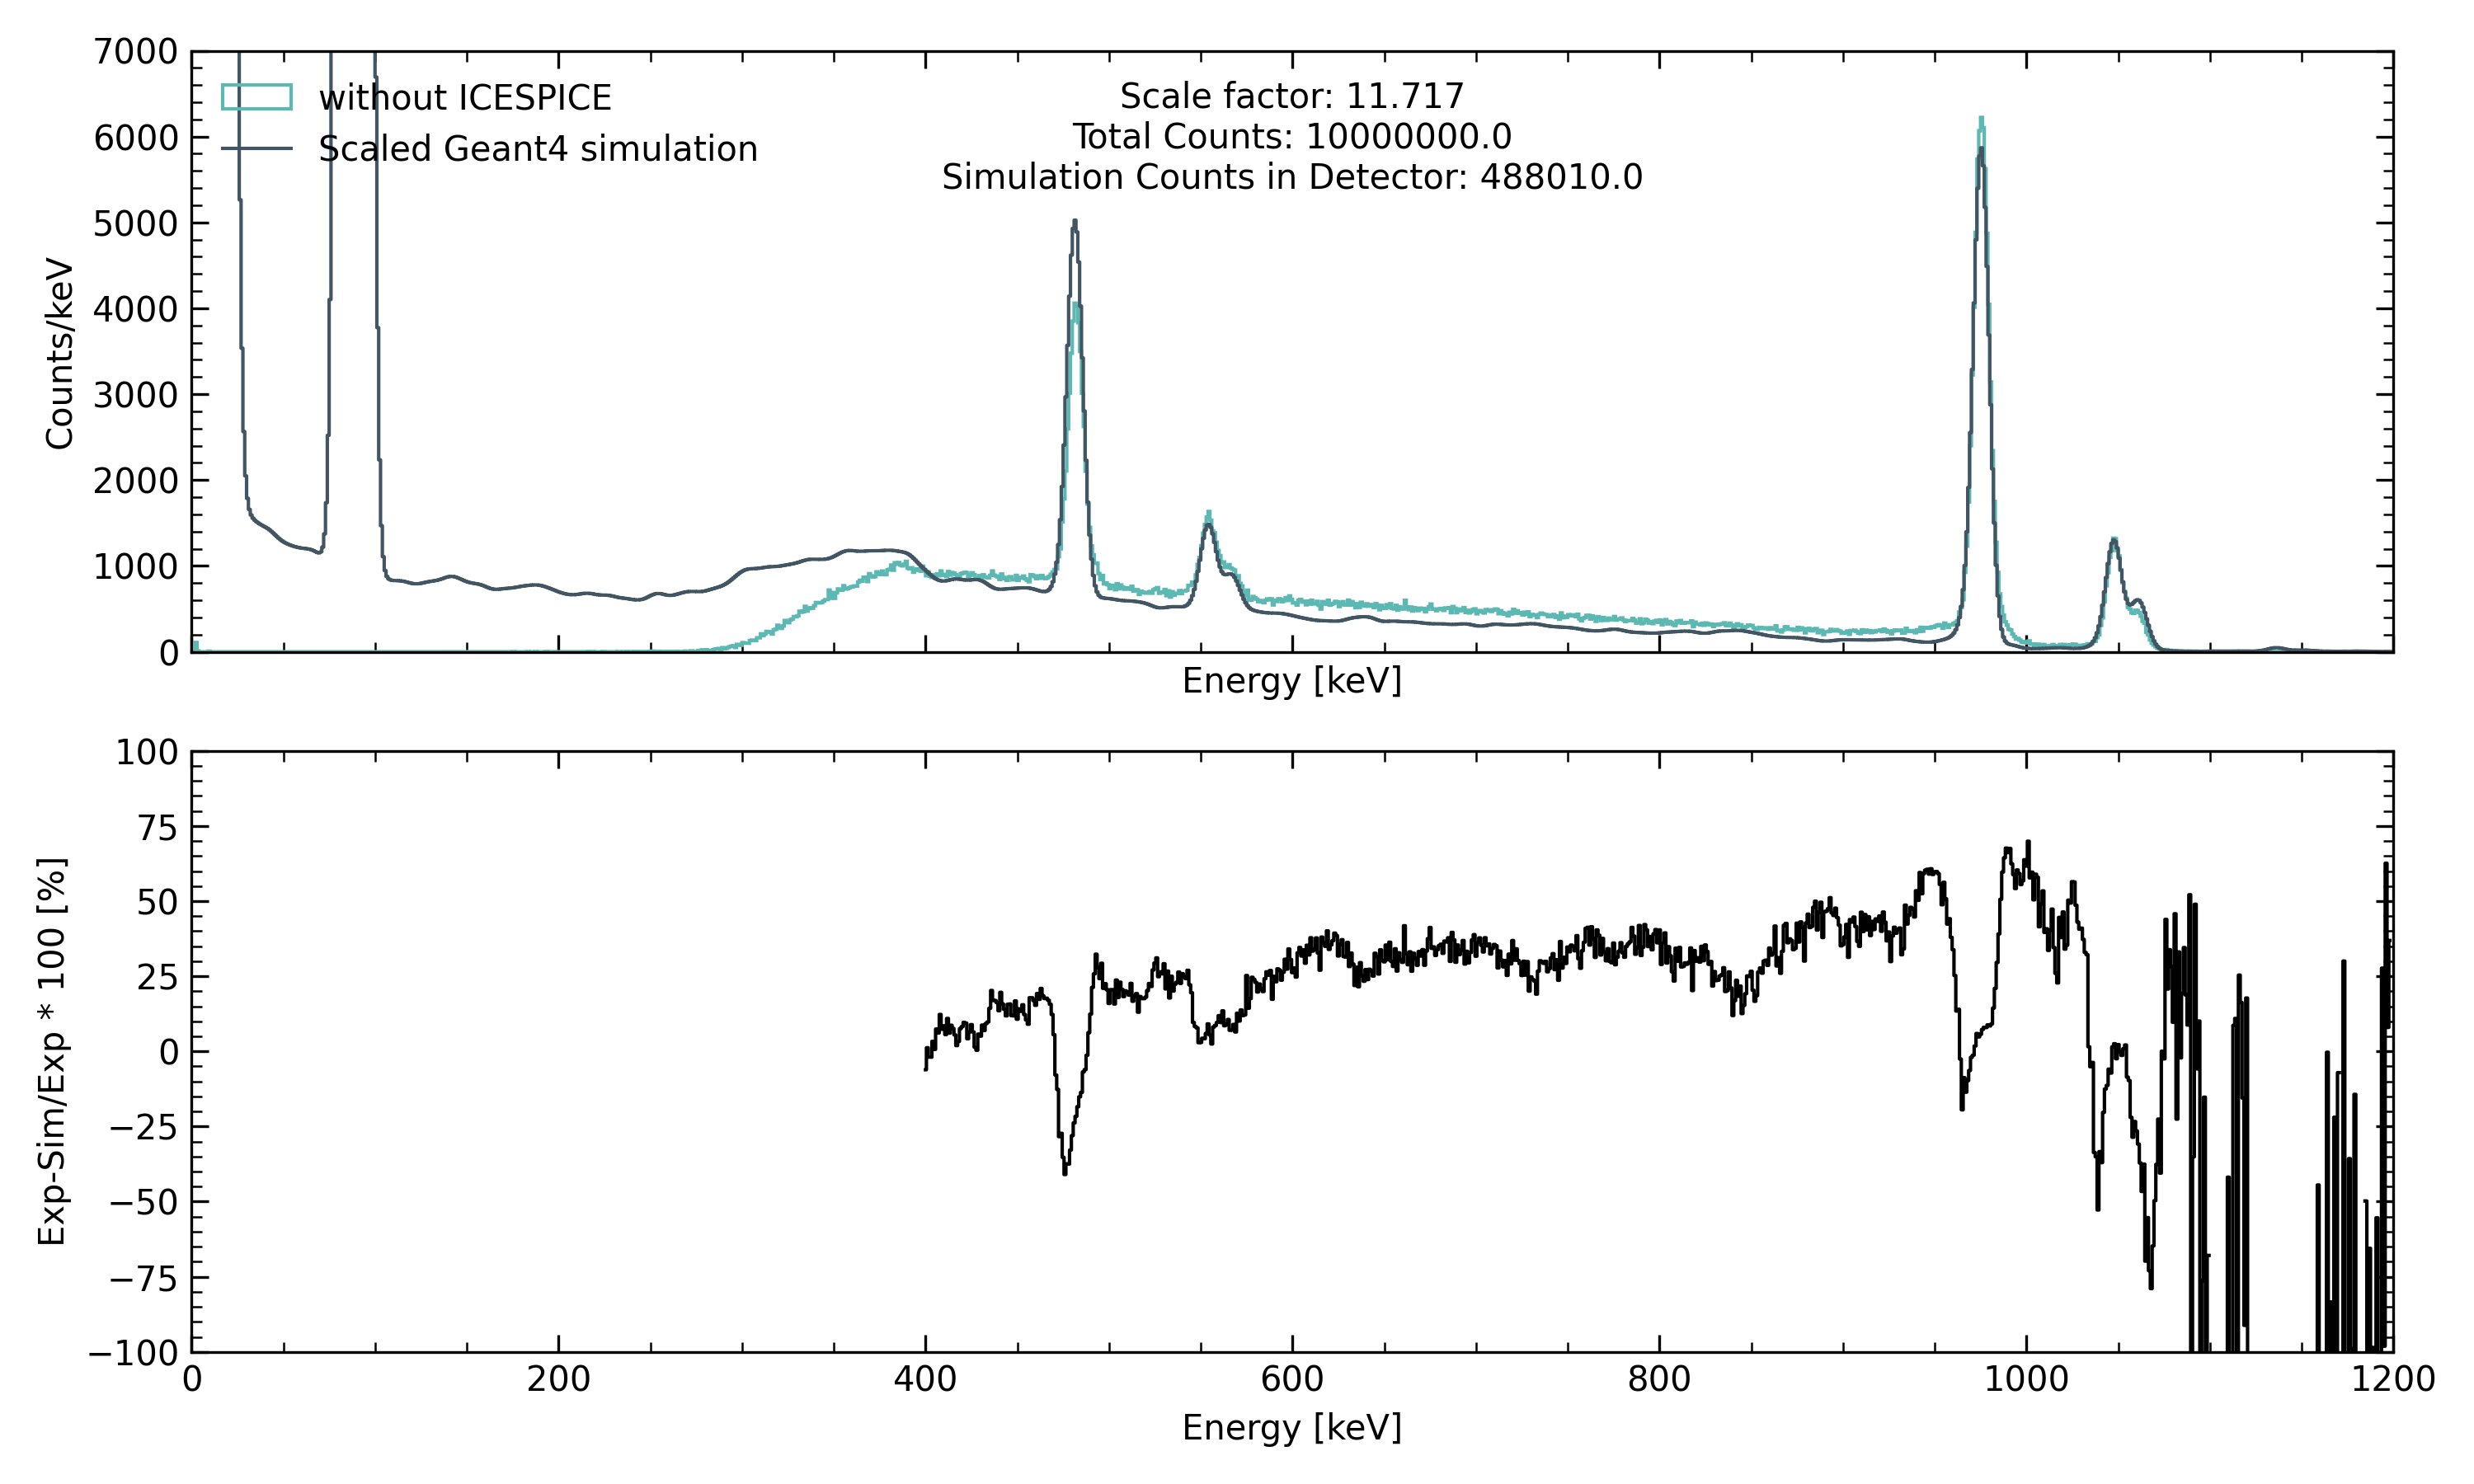 7000
6000
5000
4000
3000
2000
1000
0
Counts/keV
without ICESPICE
Scaled Geant4 simulation
Scale factor: 11.717
Total Counts: 10000000.0
Simulation Counts in Detector: 488010.0
Energy [keV]
100
75
50
25
0
−25
−50
−75
−100
Exp-Sim/Exp * 100 [%]
0 200 400 600 800 1000 1200
Energy [keV]